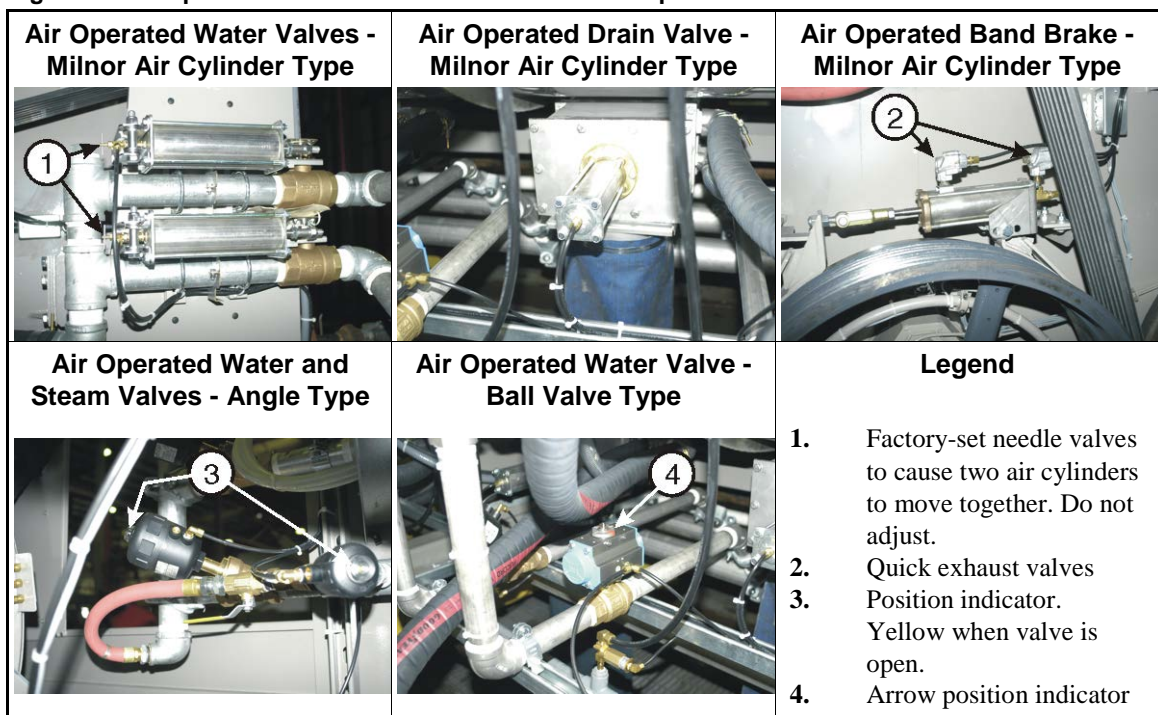 Air Operated Water Valves -
Milnor Air Cylinder Type
Air Operated Drain Valve -
Milnor Air Cylinder Type
Air Operated Band Brake -
Milnor Air Cylinder Type
1
2
Air Operated Water and
Steam Valves - Angle Type
Air Operated Water Valve -
Ball Valve Type
3
4
Legend
1. Factory-set needle valves
to cause two air cylinders
to move together. Do not
adjust.
2. Quick exhaust valves
3. Position indicator.
Yellow when valve is
open.
4. Arrow position indicator